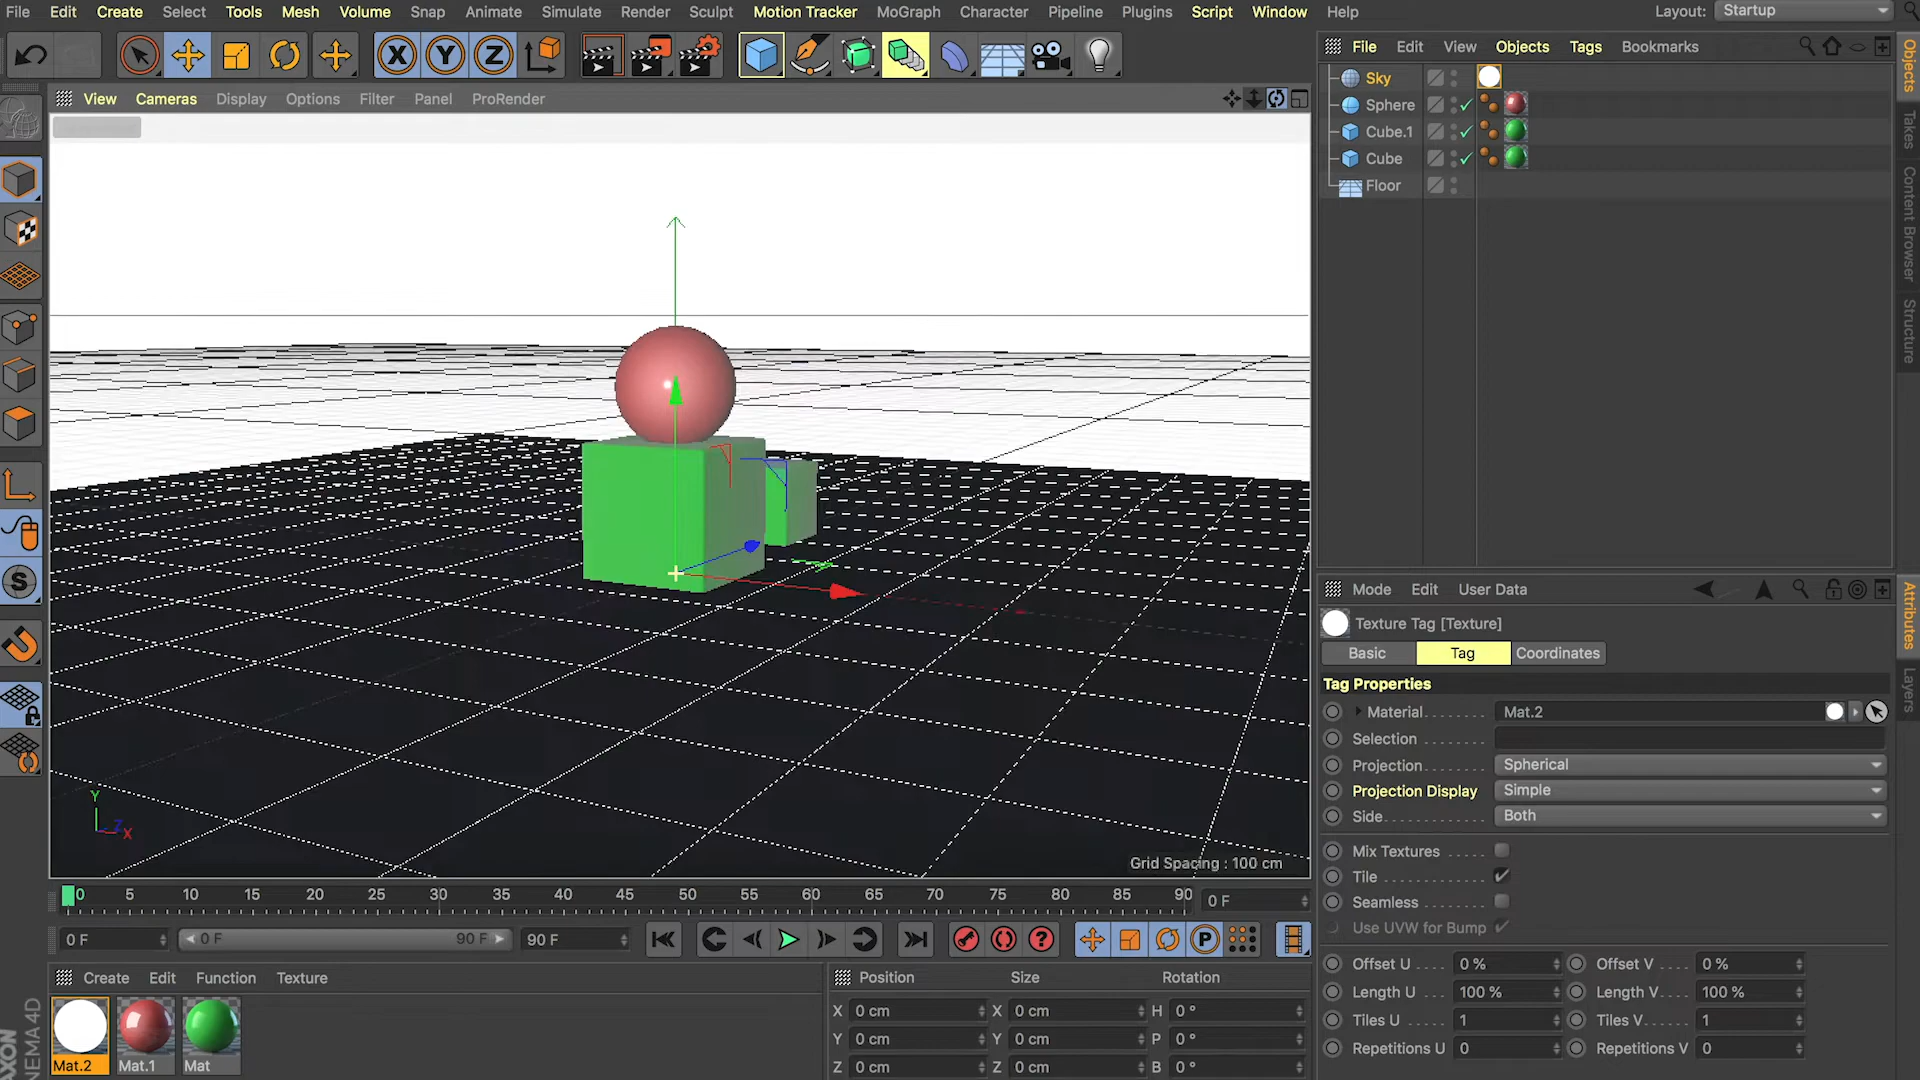 File Edit Create Select Tools Mesh Volume Snap Animate Simulate Render Sculpt Motion Tracker MoGraph Character Pipeline Plugins Script Window Help Layout: Startup
X Y Z
View Cameras Display Options Filter Panel ProRender
File Edit View Objects Tags Bookmarks
Sky
Sphere
Cube.1
Cube
Floor
Objects
Takes
Content Browser
Structure
S
Y
Z
X
Grid Spacing : 100 cm
0 5 10 15 20 25 30 35 40 45 50 55 60 65 70 75 80 85 90 0 F
0 F 0 F 90 F 90 F ? P
Create Edit Function Texture
Mat.2 Mat.1 Mat
Position Size Rotation
X 0 cm X 0 cm H 0 °
Y 0 cm Y 0 cm P 0 °
Z 0 cm Z 0 cm B 0 °
Mode Edit User Data
Texture Tag [Texture]
Basic Tag Coordinates
Tag Properties
Material........ Mat.2
Selection .......
Projection....... Spherical
Projection Display Simple
Side........... Both
Mix Textures .....
Tile ...........
Seamless .......
Use UVW for Bump
Offset U .... 0 % Offset V .... 0 %
Length U ... 100 % Length V.... 100 %
Tiles U ..... 1 Tiles V..... 1
Repetitions U 0 Repetitions V 0
Attributes
Layers
AXON
NEMA 4D